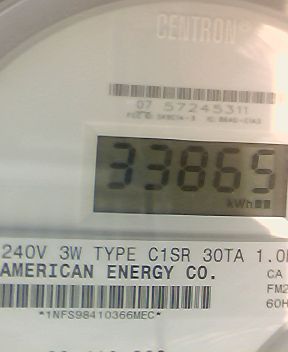 CENTRON®
07 57245311
33865
kWh
240V 3W TYPE C1SR 30TA 1.0
AMERICAN ENERGY CO.
CA
FM2
60H
*1NFS98410366MEC*